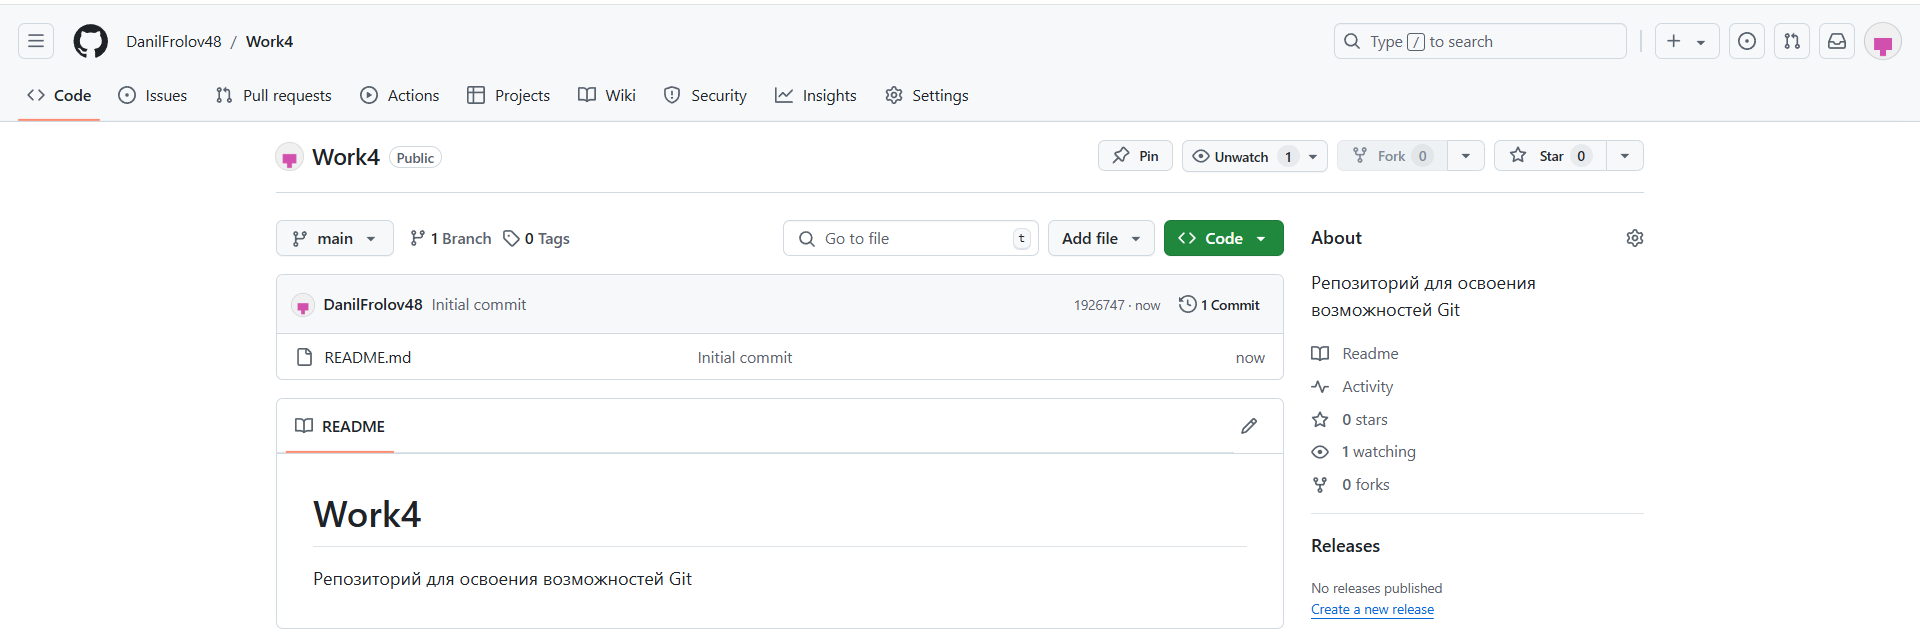 DanilFrolov48 / Work4
Type / to search
Code Issues Pull requests Actions Projects Wiki Security Insights Settings
Work4 Public
Pin Unwatch 1 Fork 0 Star 0
main 1 Branch 0 Tags Go to file t Add file Code
DanilFrolov48 Initial commit 1926747 · now 1 Commit
README.md Initial commit now
README
Work4
Репозиторий для освоения возможностей Git
About
Репозиторий для освоения
возможностей Git
Readme
Activity
0 stars
1 watching
0 forks
Releases
No releases published
Create a new release